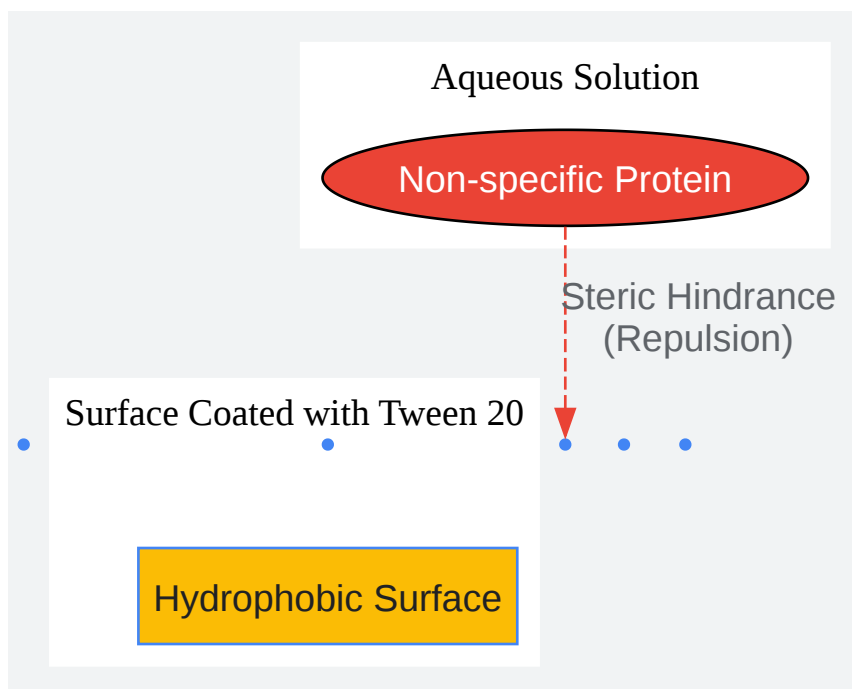 Aqueous Solution
Non-specific Protein
Steric Hindrance
(Repulsion)
Surface Coated with Tween 20
Hydrophobic Surface